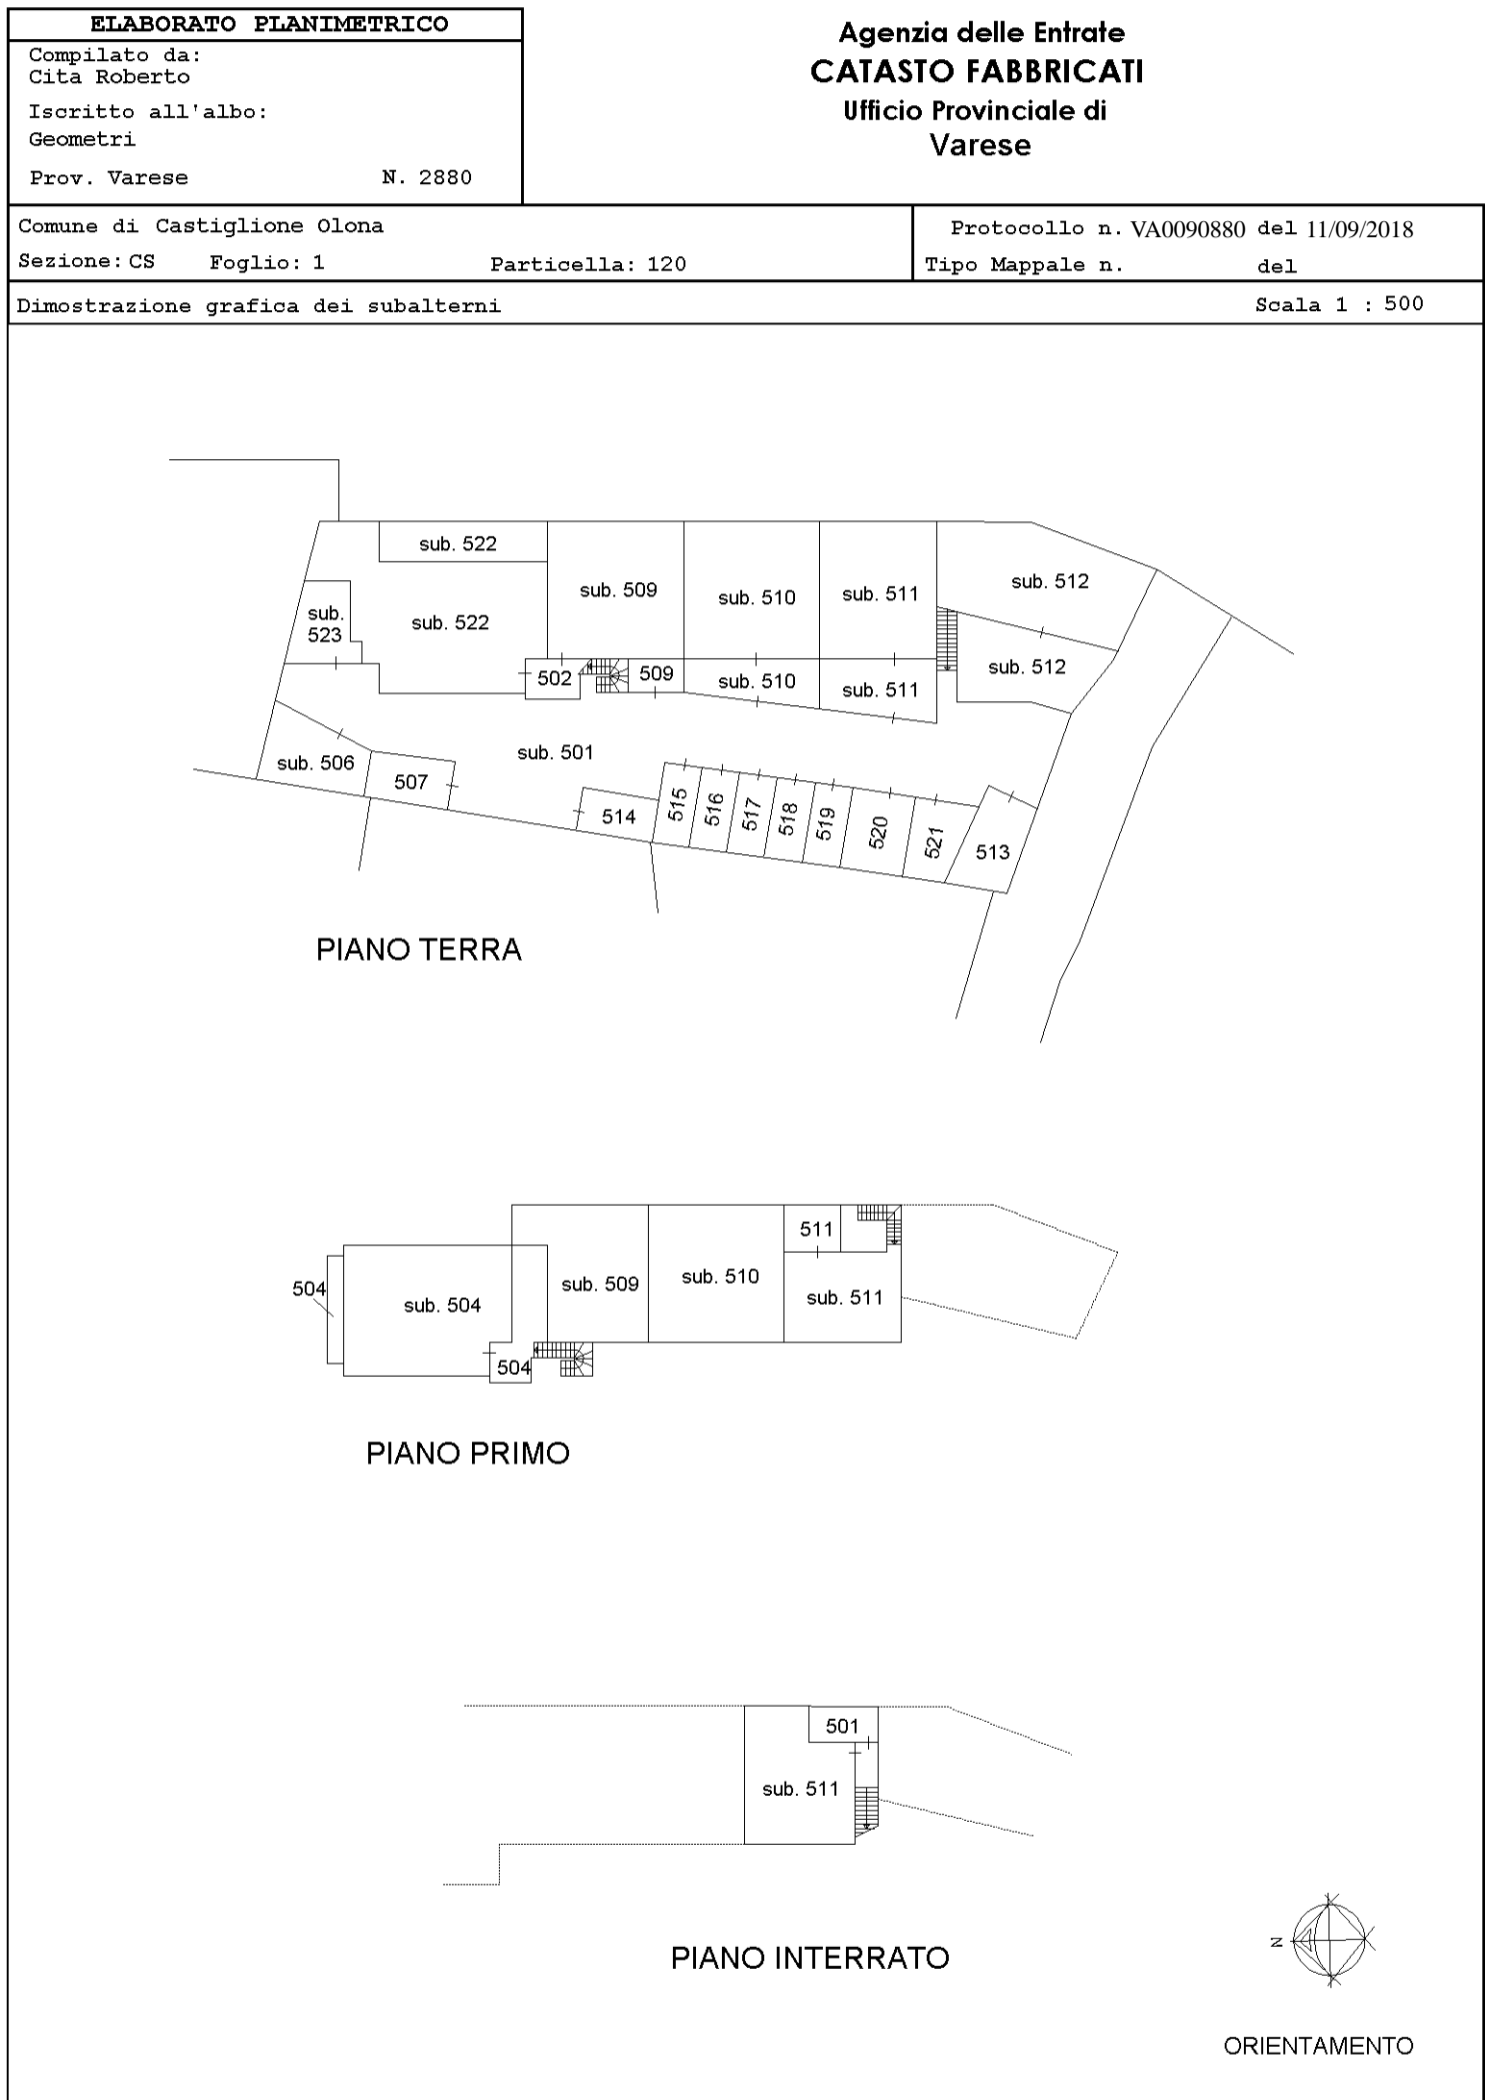 ELABORATO PLANIMETRICO
Compilato da:
Cita Roberto
Iscritto all'albo:
Geometri
Prov. Varese N. 2880
Agenzia delle Entrate
CATASTO FABBRICATI
Ufficio Provinciale di
Varese
Comune di Castiglione Olona
Sezione: CS Foglio: 1 Particella: 120
Protocollo n. VA0090880 del 11/09/2018
Tipo Mappale n. del
Dimostrazione grafica dei subalterni Scala 1 : 500
sub. 522
sub. 509
sub. 510
sub. 511
sub. 512
sub.
523
sub. 522
502
509
sub. 510
sub. 511
sub. 512
sub. 501
sub. 506
507
514
515
516
517
518
519
520
521
513
PIANO TERRA
504
sub. 504
504
sub. 509
sub. 510
511
sub. 511
PIANO PRIMO
501
sub. 511
PIANO INTERRATO
N
ORIENTAMENTO